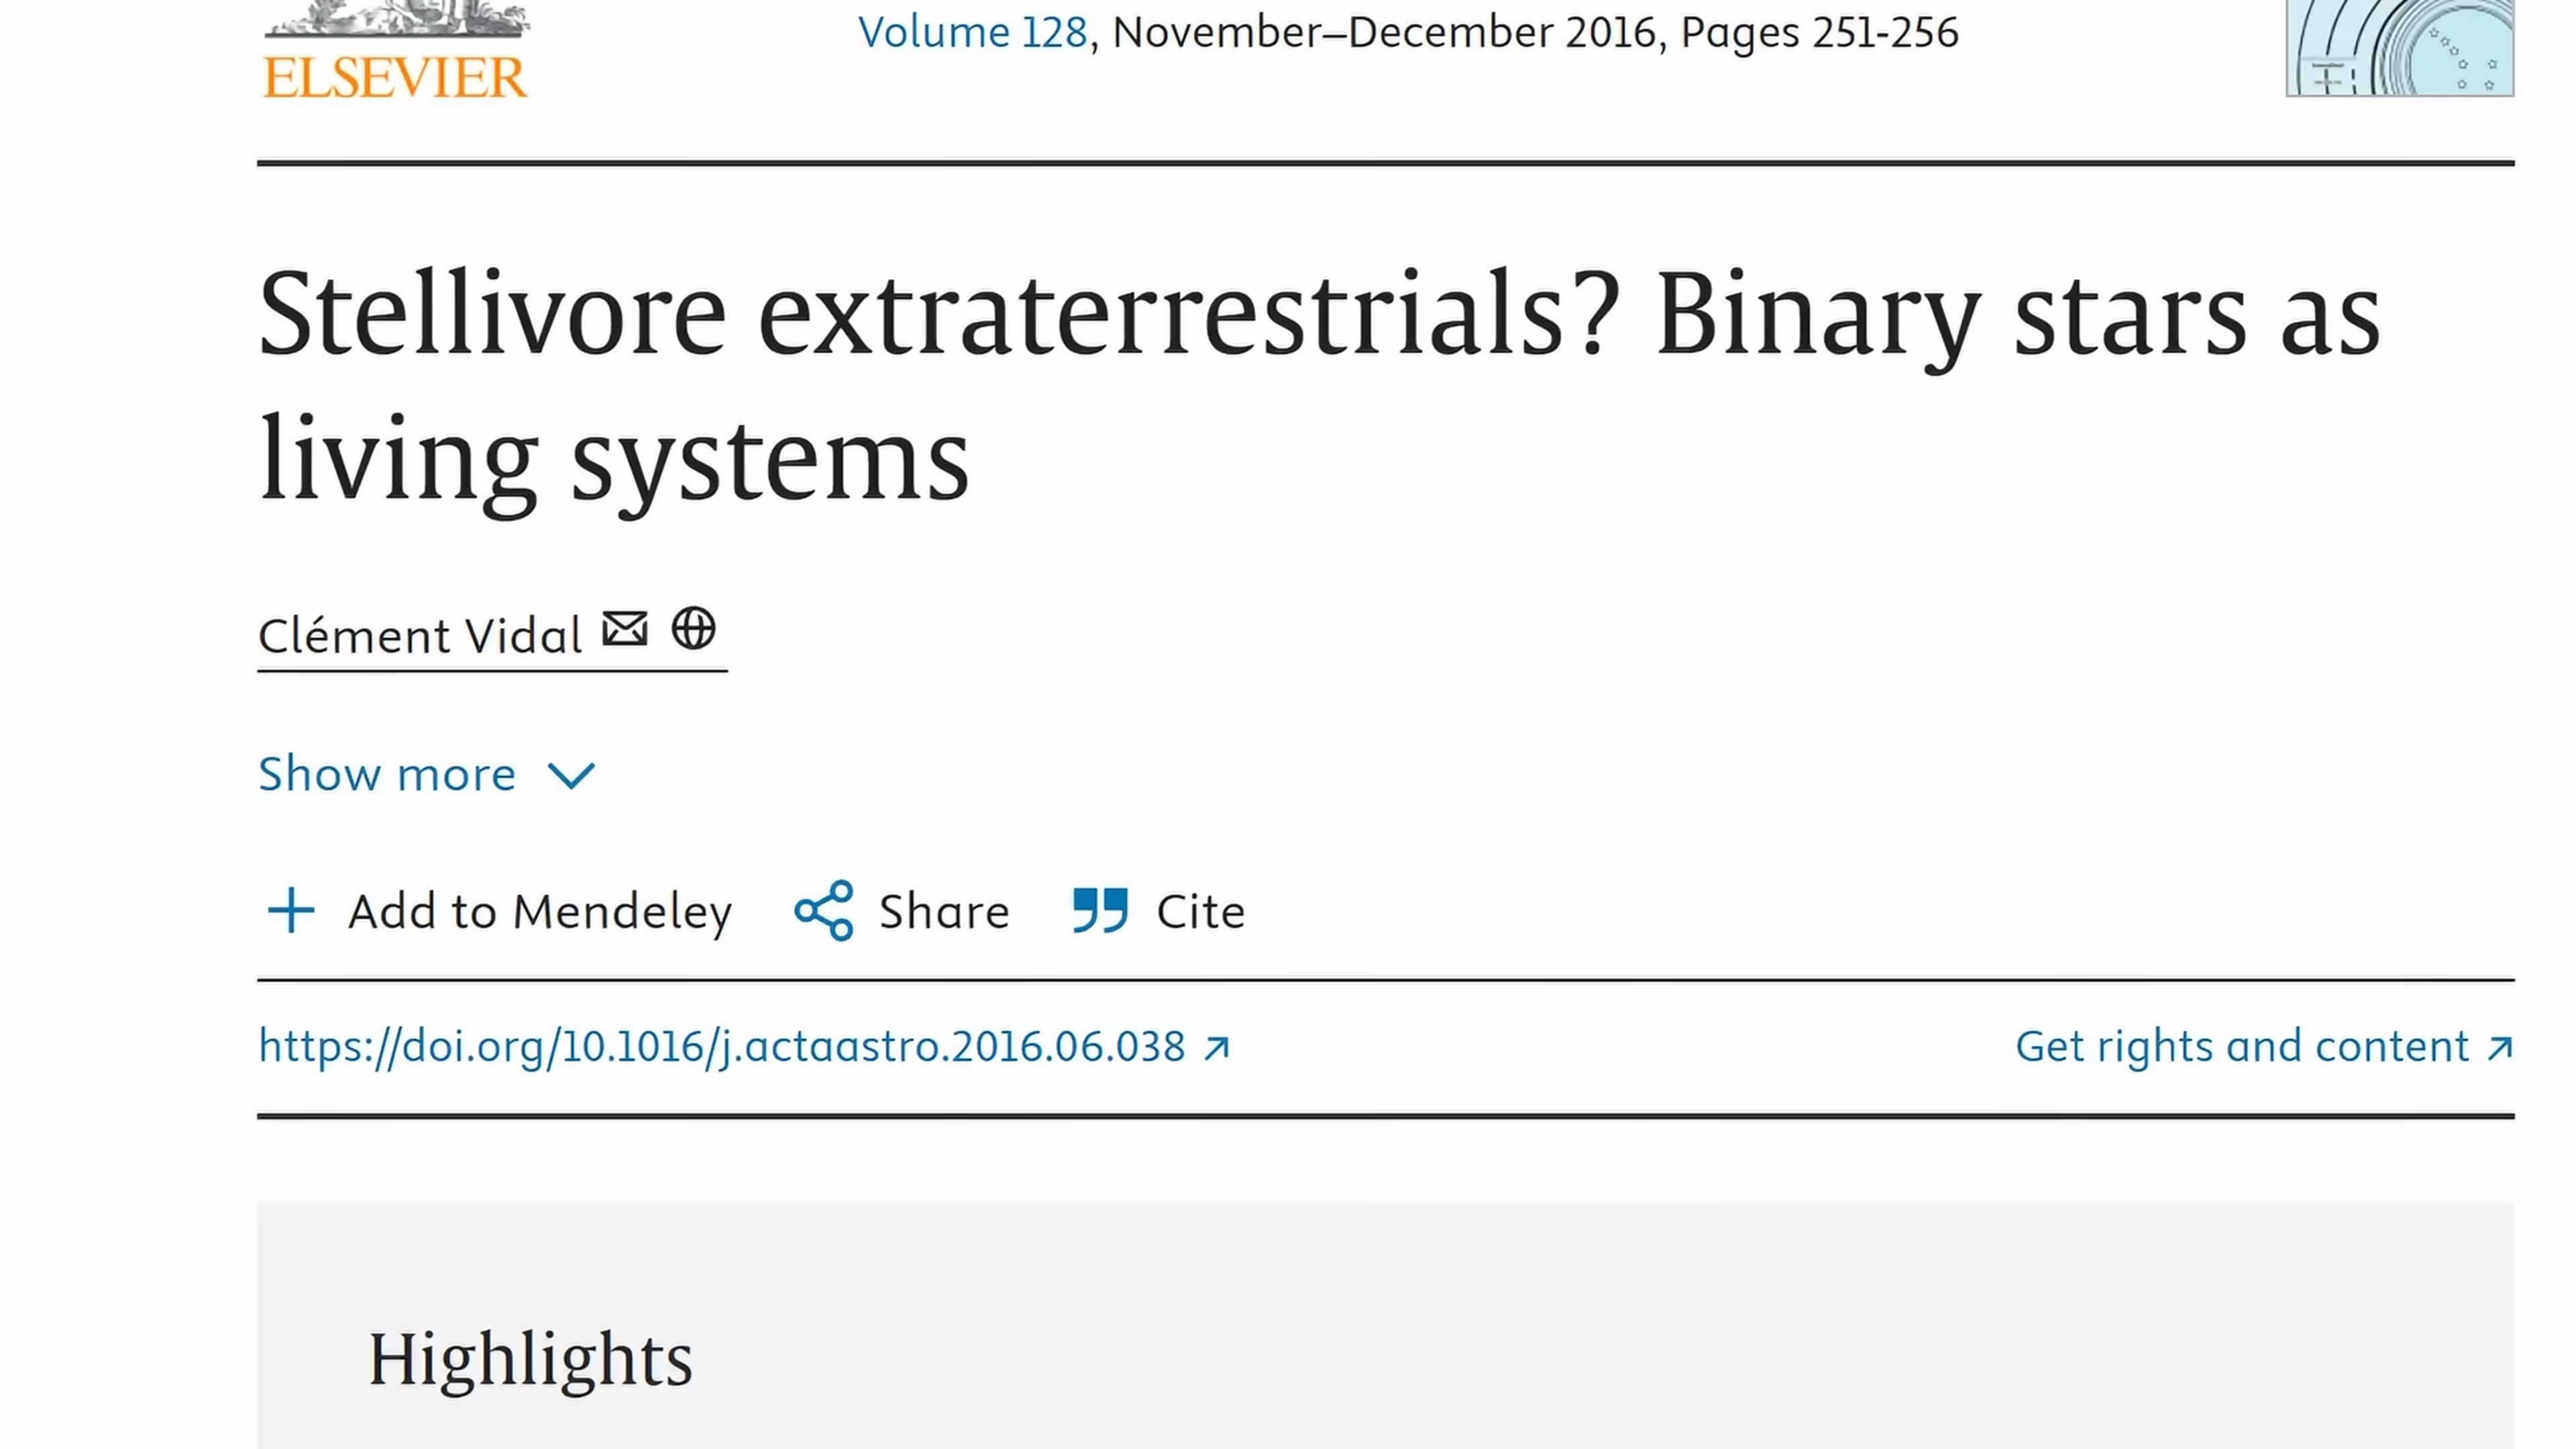 Volume 128, November–December 2016, Pages 251-256
ELSEVIER
Stellivore extraterrestrials? Binary stars as
living systems
Clément Vidal
Show more
Add to Mendeley Share Cite
https://doi.org/10.1016/j.actaastro.2016.06.038 Get rights and content
Highlights